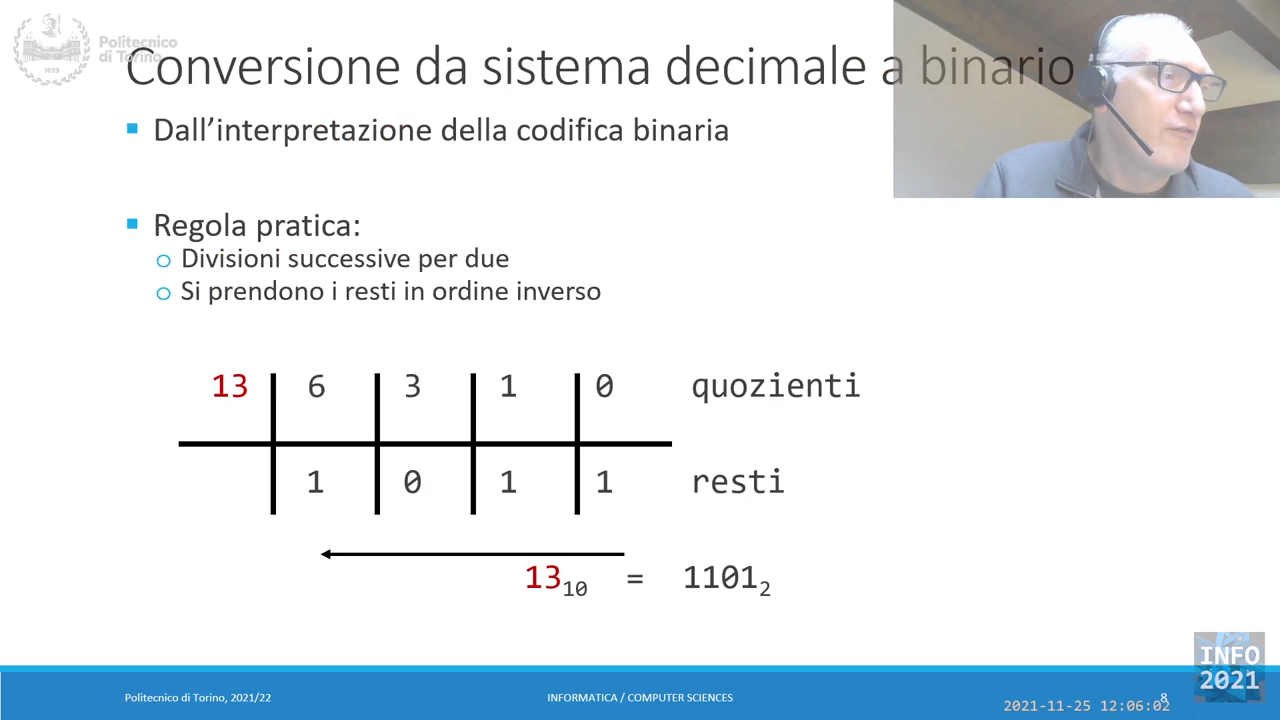 Politecnico
di Torino
1859
Conversione da sistema decimale a binario
Dall'interpretazione della codifica binaria
Regola pratica:
Divisioni successive per due
Si prendono i resti in ordine inverso
13 6 3 1 0 quozienti
1 0 1 1 resti
13₁₀ = 1101₂
INFO
2021
Politecnico di Torino, 2021/22 INFORMATICA / COMPUTER SCIENCES 8
2021-11-25 12:06:02